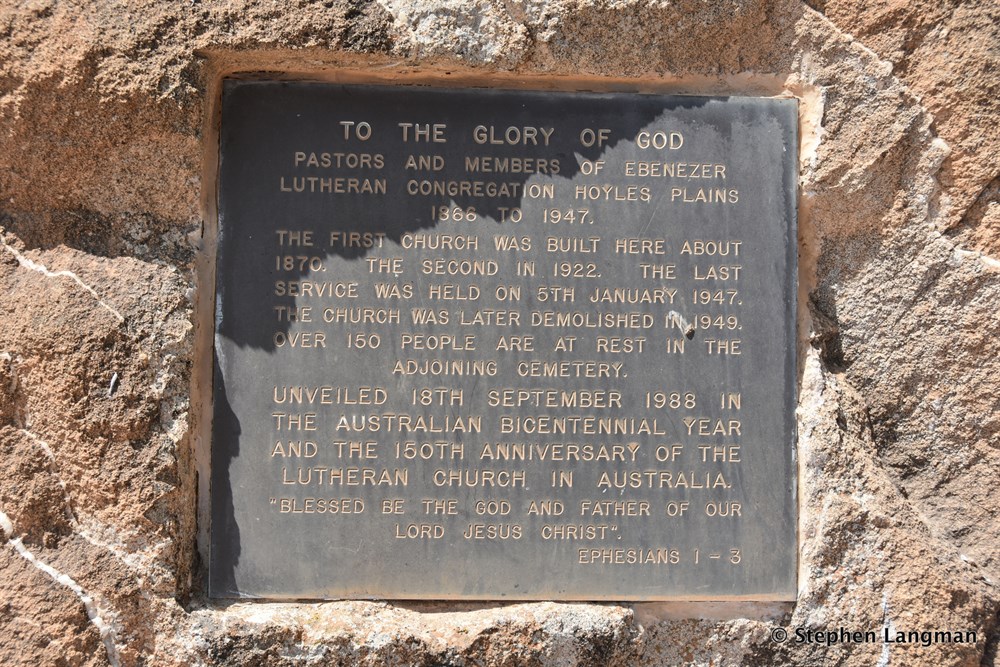 TO THE GLORY OF GOD
PASTORS AND MEMBERS OF EBENEZER
LUTHERAN CONGREGATION HOYLES PLAINS
1866 TO 1947.
THE FIRST CHURCH WAS BUILT HERE ABOUT
1870. THE SECOND IN 1922. THE LAST
SERVICE WAS HELD ON 5TH JANUARY 1947.
THE CHURCH WAS LATER DEMOLISHED IN 1949.
OVER 150 PEOPLE ARE AT REST IN THE
ADJOINING CEMETERY.
UNVEILED 18TH SEPTEMBER 1988 IN
THE AUSTRALIAN BICENTENNIAL YEAR
AND THE 150TH ANNIVERSARY OF THE
LUTHERAN CHURCH IN AUSTRALIA.
"BLESSED BE THE GOD AND FATHER OF OUR
LORD JESUS CHRIST".
EPHESIANS 1 – 3
© Stephen Langman